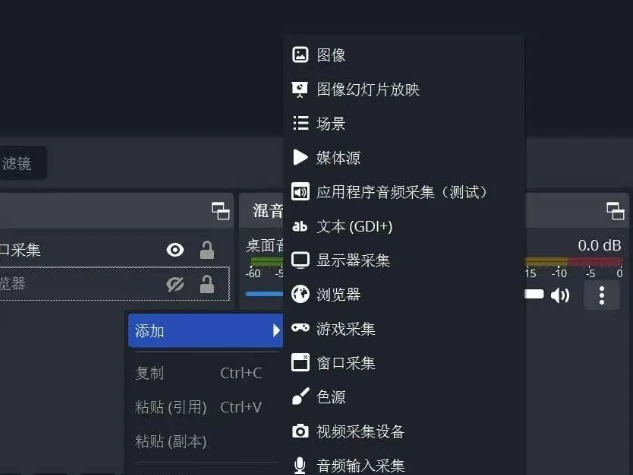 图像
图像幻灯片放映
场景
媒体源
滤镜
应用程序音频采集（测试）
混音
文本 (GDI+)
口采集
桌面音
显示器采集
0.0 dB
-60 -5
15 -10 -5 0
览器
浏览器
添加
游戏采集
窗口采集
复制 Ctrl+C
色源
粘贴 (引用) Ctrl+V
视频采集设备
粘贴 (副本)
音频输入采集